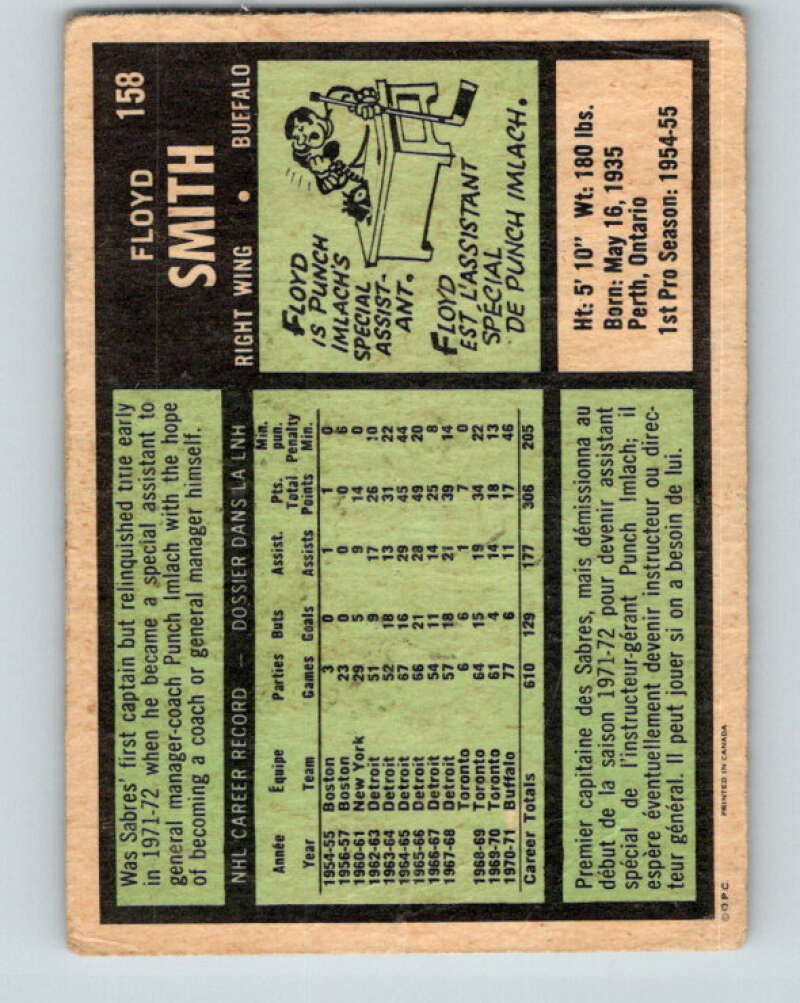 Was Sabres' first captain but relinquished title early
in 1971-72 when he became a special assistant to
general manager-coach Punch Imlach with the hope
of becoming a coach or general manager himself.
FLOYD 158
SMITH
RIGHT WING • BUFFALO
NHL CAREER RECORD — DOSSIER DANS LA LNH
Année Équipe Parties Buts Assist. Pts. Total Min. pun. Penalty
Year Team Games Goals Assists Points Min.
1954-55 Boston 3 0 1 1 0
1956-57 Boston 23 0 0 0 6
1960-61 New York 29 5 9 14 0
1962-63 Detroit 51 9 17 26 10
1963-64 Detroit 52 18 13 31 22
1964-65 Detroit 67 16 29 45 44
1965-66 Detroit 66 21 28 49 20
1966-67 Detroit 54 11 14 25 8
1967-68 Detroit 57 18 21 39 14
Toronto 6 6 1 7 0
1968-69 Toronto 64 15 19 34 22
1969-70 Toronto 61 4 14 18 13
1970-71 Buffalo 77 6 11 17 46
Career Totals 610 129 177 306 205
FLOYD
IS PUNCH
IMLACH'S
SPECIAL
ASSIST-
ANT.
FLOYD
EST L'ASSISTANT
SPÉCIAL
DE PUNCH IMLACH.
Premier capitaine des Sabres, mais démissionna au
début de la saison 1971-72 pour devenir assistant
spécial de l'instructeur-gérant Punch Imlach; il
espère éventuellement devenir instructeur ou direc-
teur général. Il peut jouer si on a besoin de lui.
Ht: 5' 10" Wt: 180 lbs.
Born: May 16, 1935
Perth, Ontario
1st Pro Season: 1954-55
© O.P.C. PRINTED IN CANADA